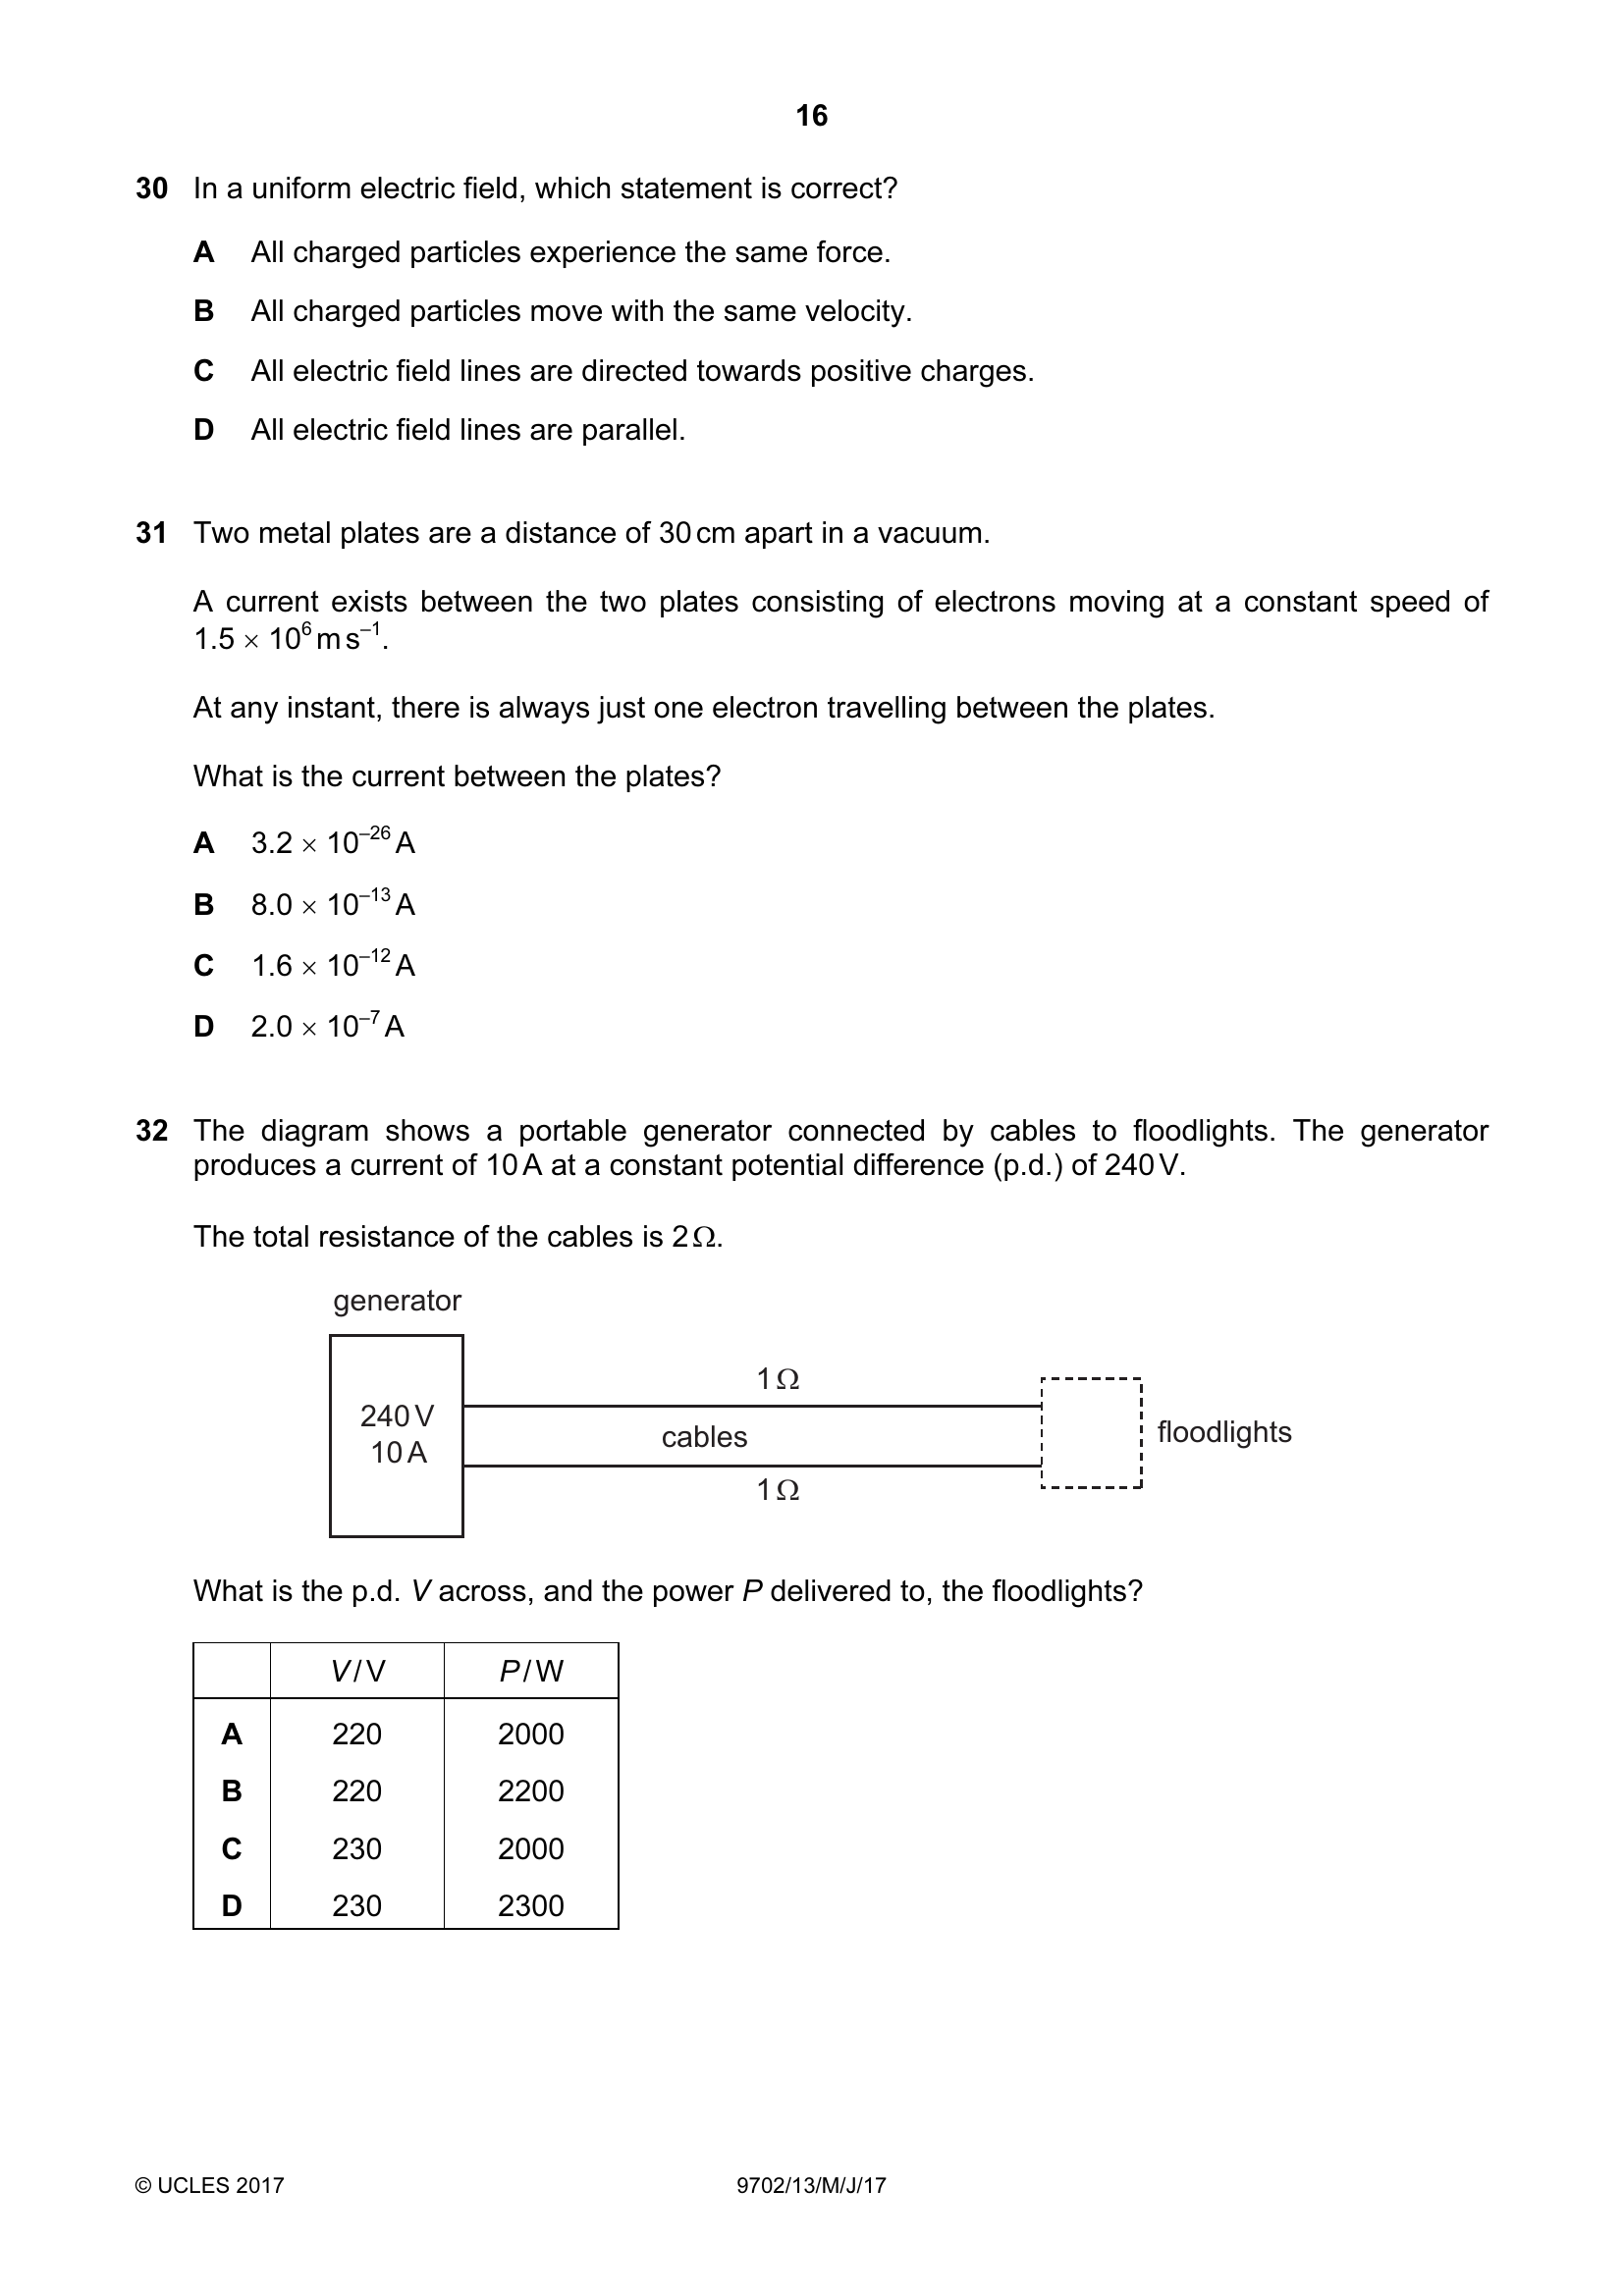 16
30 In a uniform electric field, which statement is correct?
A All charged particles experience the same force.
B All charged particles move with the same velocity.
C All electric field lines are directed towards positive charges.
D All electric field lines are parallel.
31 Two metal plates are a distance of 30 cm apart in a vacuum.
A current exists between the two plates consisting of electrons moving at a constant speed of
1.5 × 10⁶ m s⁻¹.
At any instant, there is always just one electron travelling between the plates.
What is the current between the plates?
A 3.2 × 10⁻²⁶ A
B 8.0 × 10⁻¹³ A
C 1.6 × 10⁻¹² A
D 2.0 × 10⁻⁷ A
32 The diagram shows a portable generator connected by cables to floodlights. The generator
produces a current of 10 A at a constant potential difference (p.d.) of 240 V.
The total resistance of the cables is 2 Ω.
generator
1 Ω
240 V
10 A
cables
floodlights
1 Ω
What is the p.d. V across, and the power P delivered to, the floodlights?
V / V P / W
A 220 2000
B 220 2200
C 230 2000
D 230 2300
© UCLES 2017 9702/13/M/J/17